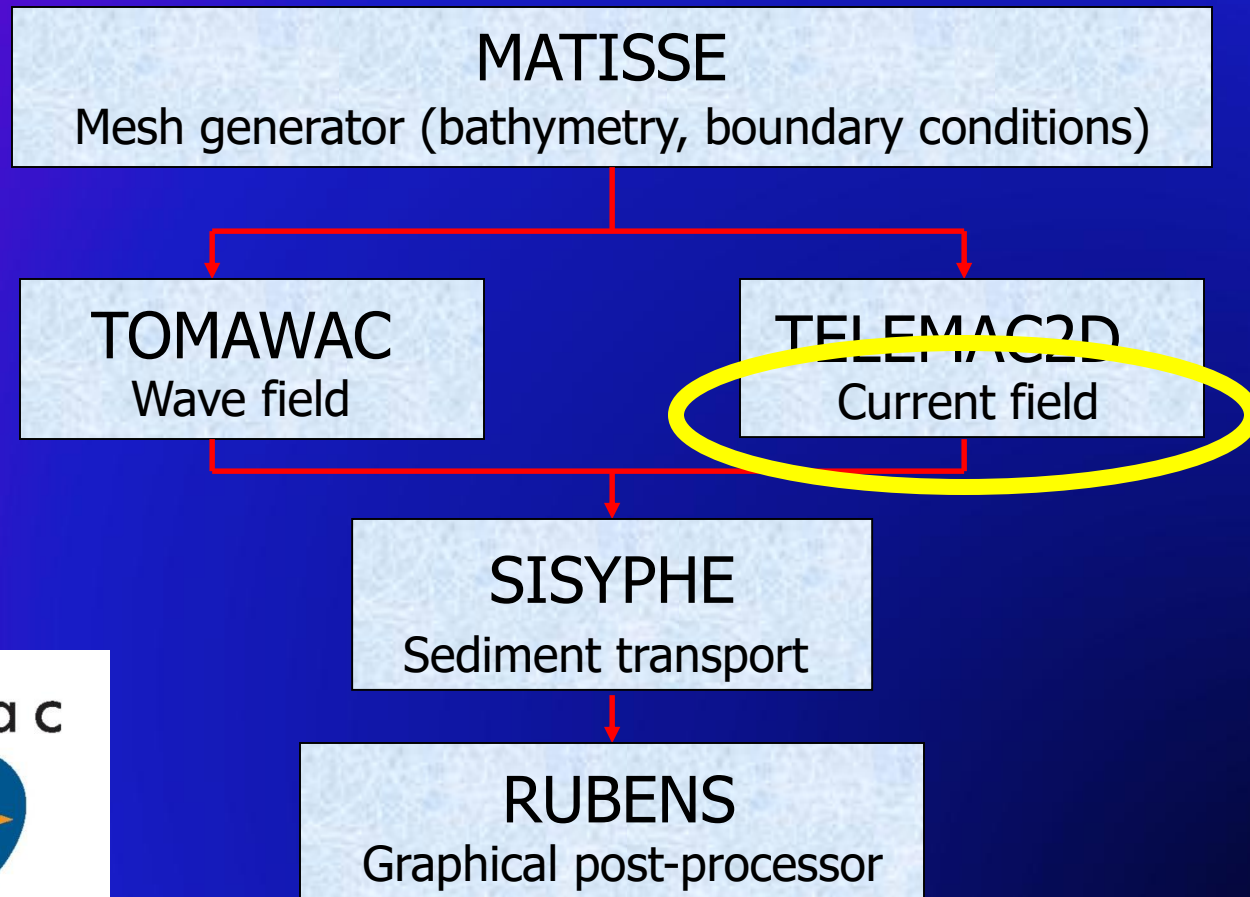 MATISSE
Mesh generator (bathymetry, boundary conditions)
TOMAWAC
Wave field
TELEMAC2D
Current field
SISYPHE
Sediment transport
a c
RUBENS
Graphical post-processor